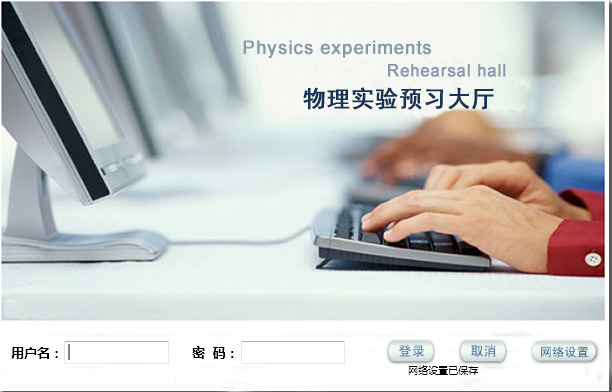 Physics experiments
Rehearsal hall
物理实验预习大厅
用户名： 密 码： 登录 取消 网络设置
网络设置已保存